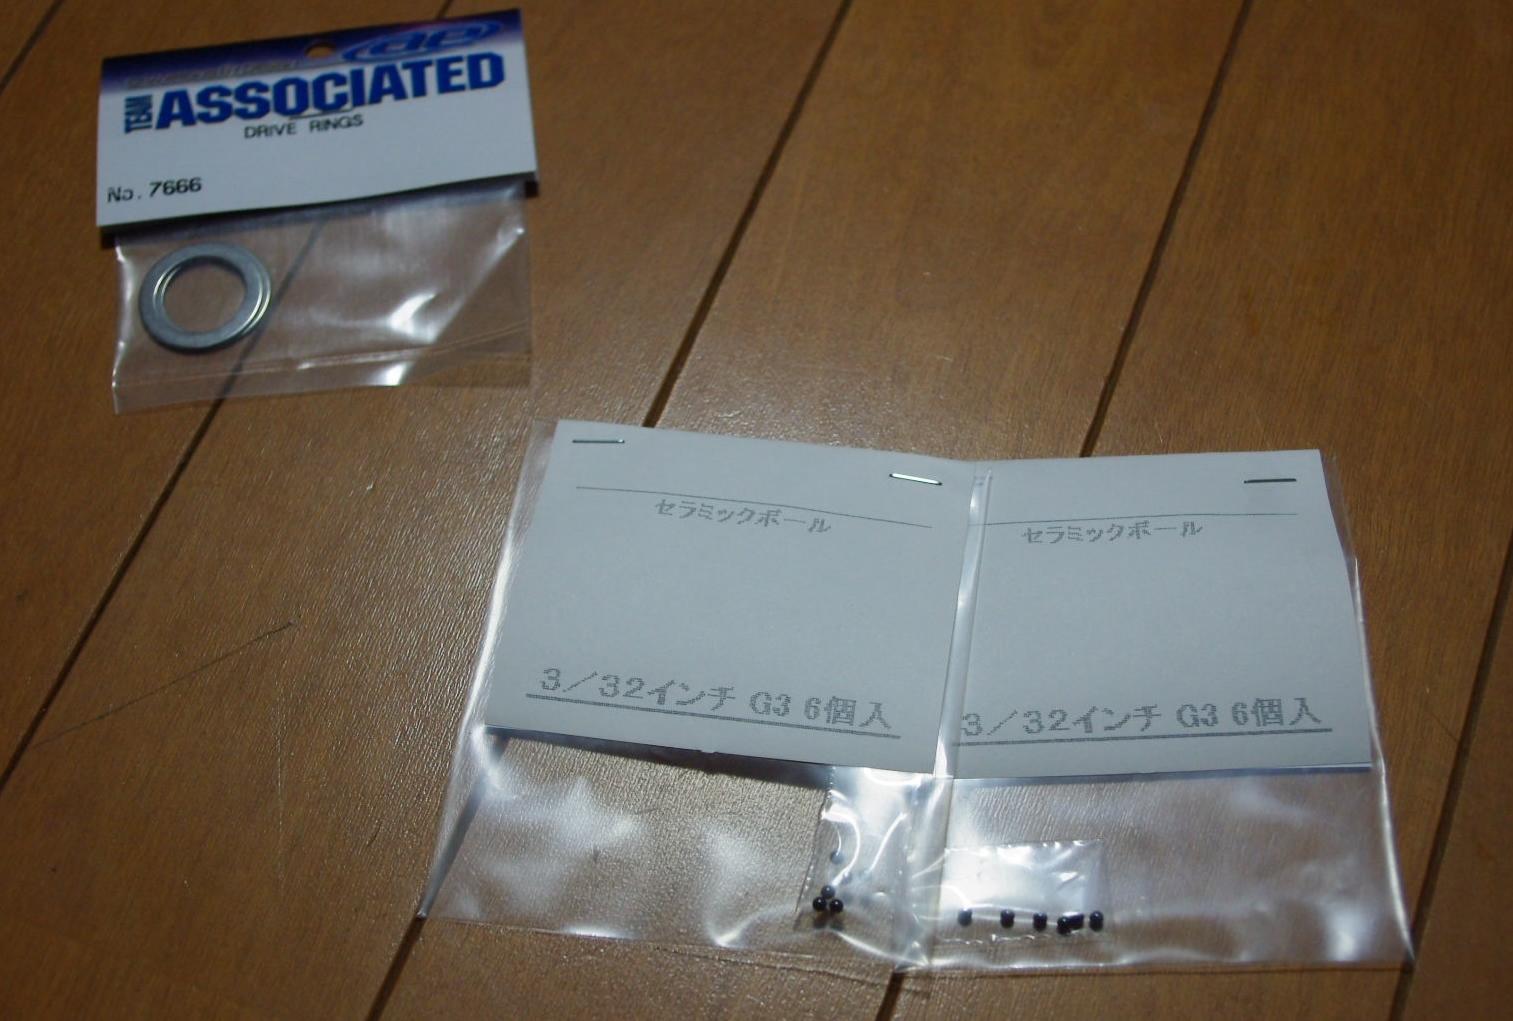 ae
TEAM
ASSOCIATED
DRIVE RINGS
No. 7666
セラミックボール
3／32インチ G3 6個入
セラミックボール
3／32インチ G3 6個入